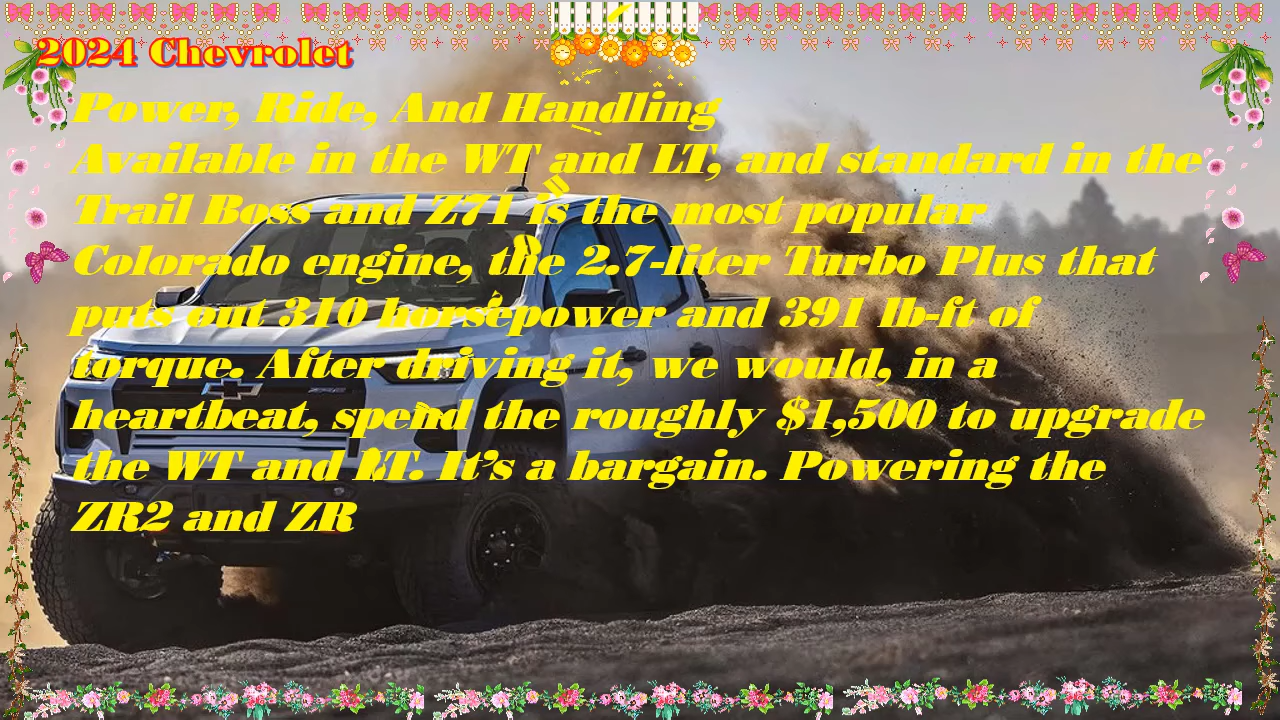 2024 Chevrolet
Power, Ride, And Handling
Available in the WT and LT, and standard in the
Trail Boss and Z71 is the most popular
Colorado engine, the 2.7-liter Turbo Plus that
puts out 310 horsepower and 391 lb-ft of
torque. After driving it, we would, in a
heartbeat, spend the roughly $1,500 to upgrade
the WT and LT. It’s a bargain. Powering the
ZR2 and ZR